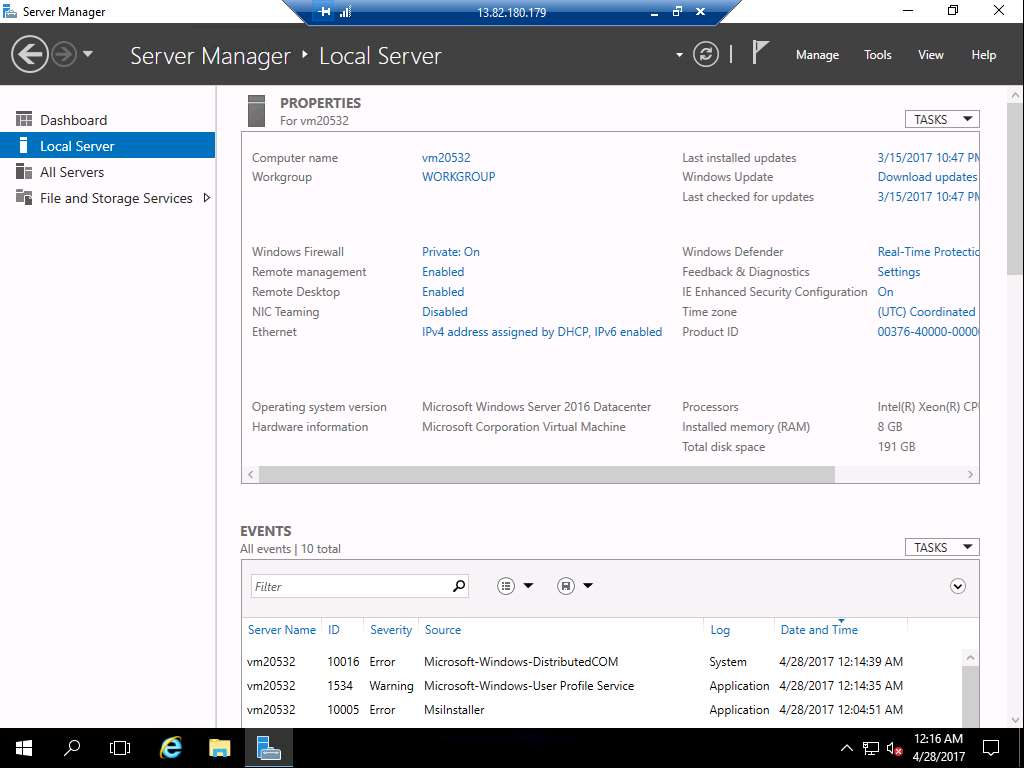 Server Manager
13.82.180.179
Server Manager Local Server
Manage Tools View Help
Dashboard
Local Server
All Servers
File and Storage Services
PROPERTIES
For vm20532
TASKS
Computer name vm20532 Last installed updates 3/15/2017 10:47 PM
Workgroup WORKGROUP Windows Update Download updates
Last checked for updates 3/15/2017 10:47 PM
Windows Firewall Private: On Windows Defender Real-Time Protectio
Remote management Enabled Feedback & Diagnostics Settings
Remote Desktop Enabled IE Enhanced Security Configuration On
NIC Teaming Disabled Time zone (UTC) Coordinated
Ethernet IPv4 address assigned by DHCP, IPv6 enabled Product ID 00376-40000-0000
Operating system version Microsoft Windows Server 2016 Datacenter Processors Intel(R) Xeon(R) CP
Hardware information Microsoft Corporation Virtual Machine Installed memory (RAM) 8 GB
Total disk space 191 GB
EVENTS
All events | 10 total
TASKS
Filter
Server Name ID Severity Source Log Date and Time
vm20532 10016 Error Microsoft-Windows-DistributedCOM System 4/28/2017 12:14:39 AM
vm20532 1534 Warning Microsoft-Windows-User Profile Service Application 4/28/2017 12:14:35 AM
vm20532 10005 Error MsiInstaller Application 4/28/2017 12:04:51 AM
12:16 AM
4/28/2017